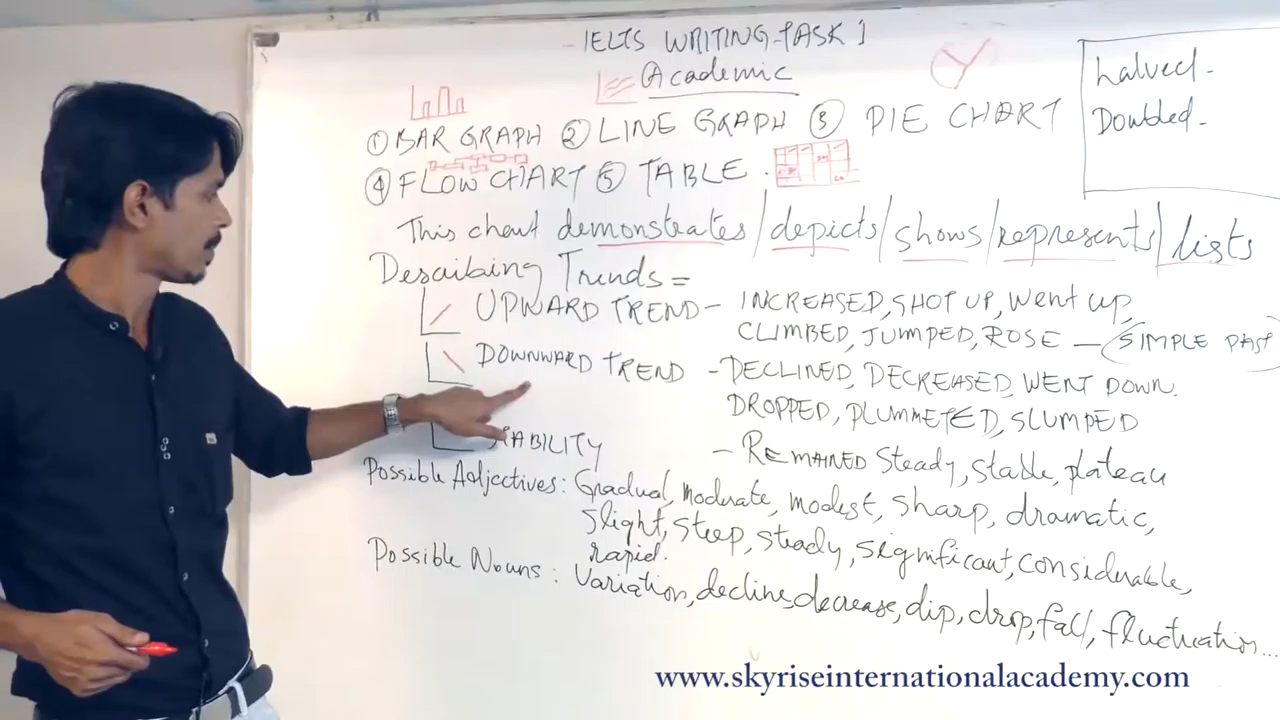 - IELTS WRITING TASK 1
Academic
① BAR GRAPH ② LINE GRAPH ③ PIE CHART
④ FLOW CHART ⑤ TABLE.
This chart demonstrates/depicts/shows/represents/lists
Describing Trends =
UPWARD TREND - INCREASED, SHOT UP, Went up,
CLIMBED, JUMPED, ROSE - (SIMPLE PAST)
DOWNWARD TREND - DECLINED, DECREASED, WENT DOWN.
DROPPED, PLUMMETED, SLUMPED
STABILITY - REMAINED Steady, Stable, plateau
Possible Adjectives: Gradual, moderate, modest, Sharp, dramatic,
Slight, Steep, Steady, Significant, Considerable,
rapid.
Possible Nouns: Variation, decline, decrease, dip, drop, fall, fluctuation...
halved -
Doubled -
www.skyriseinternationalacademy.com